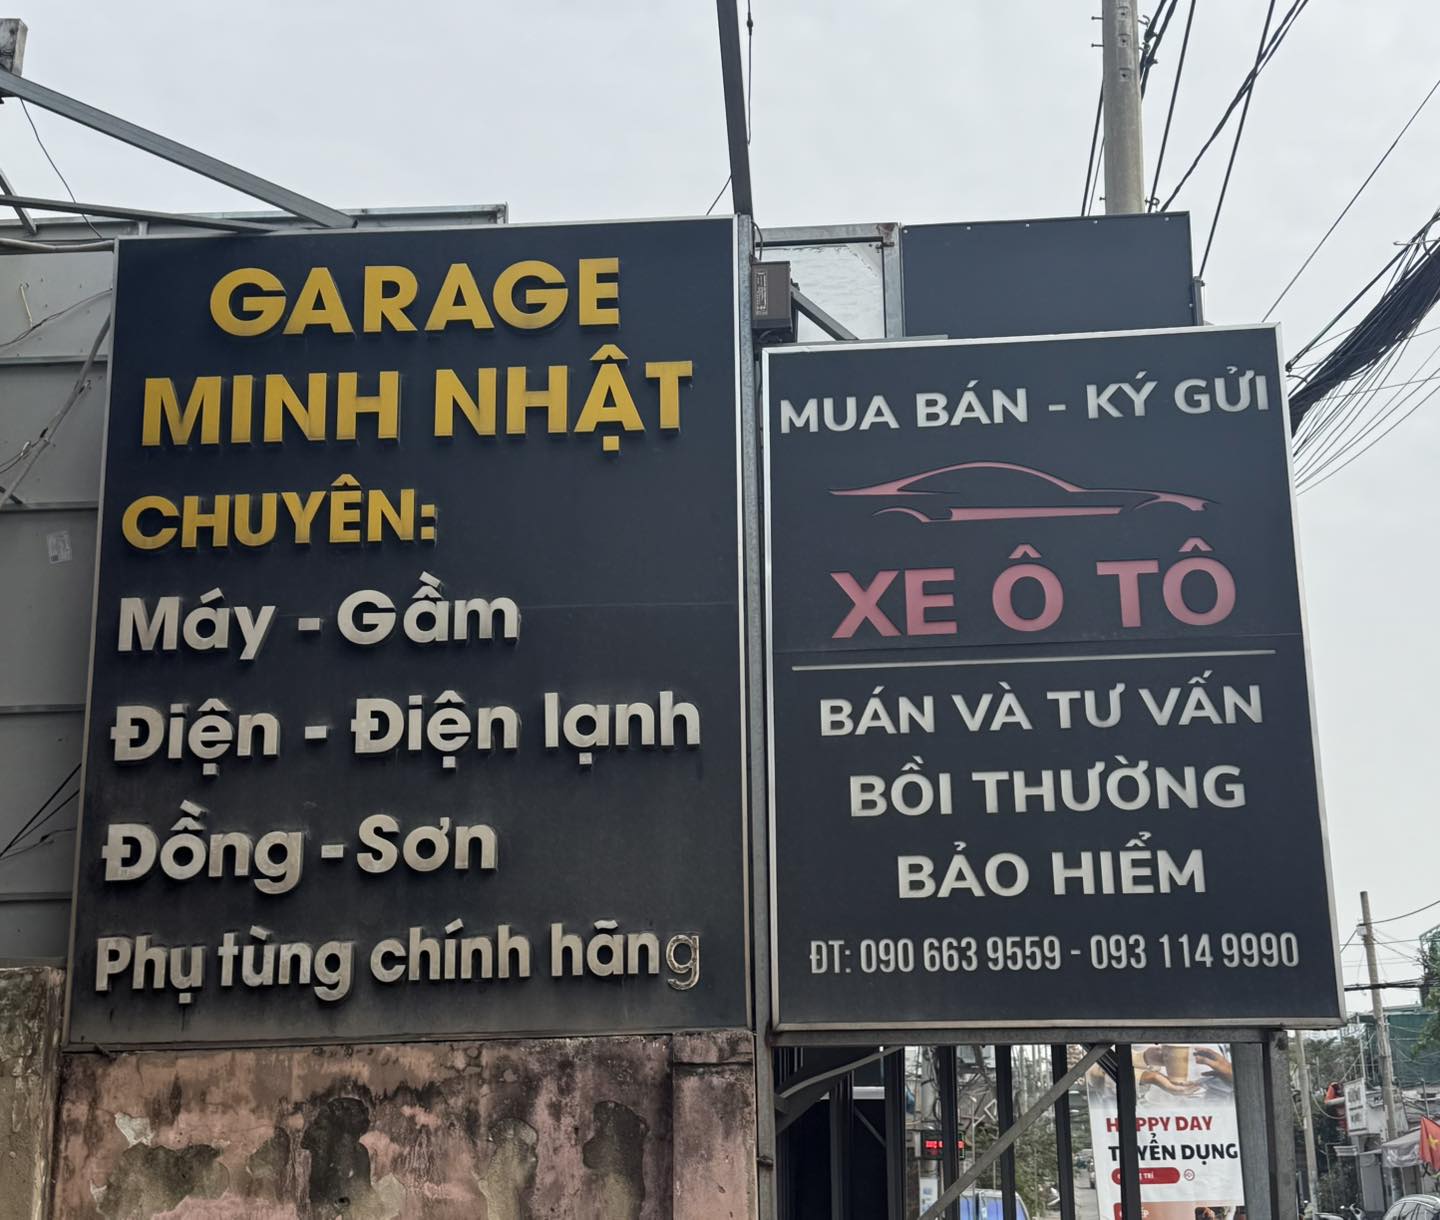 GARAGE
MINH NHẬT
CHUYÊN:
Máy - Gầm
Điện - Điện lạnh
Đồng - Sơn
Phụ tùng chính hãng
MUA BÁN - KÝ GỬI
XE Ô TÔ
BÁN VÀ TƯ VẤN
BỒI THƯỜNG
BẢO HIỂM
ĐT: 090 663 9559 - 093 114 9990
HAPPY DAY
TUYỂN DỤNG